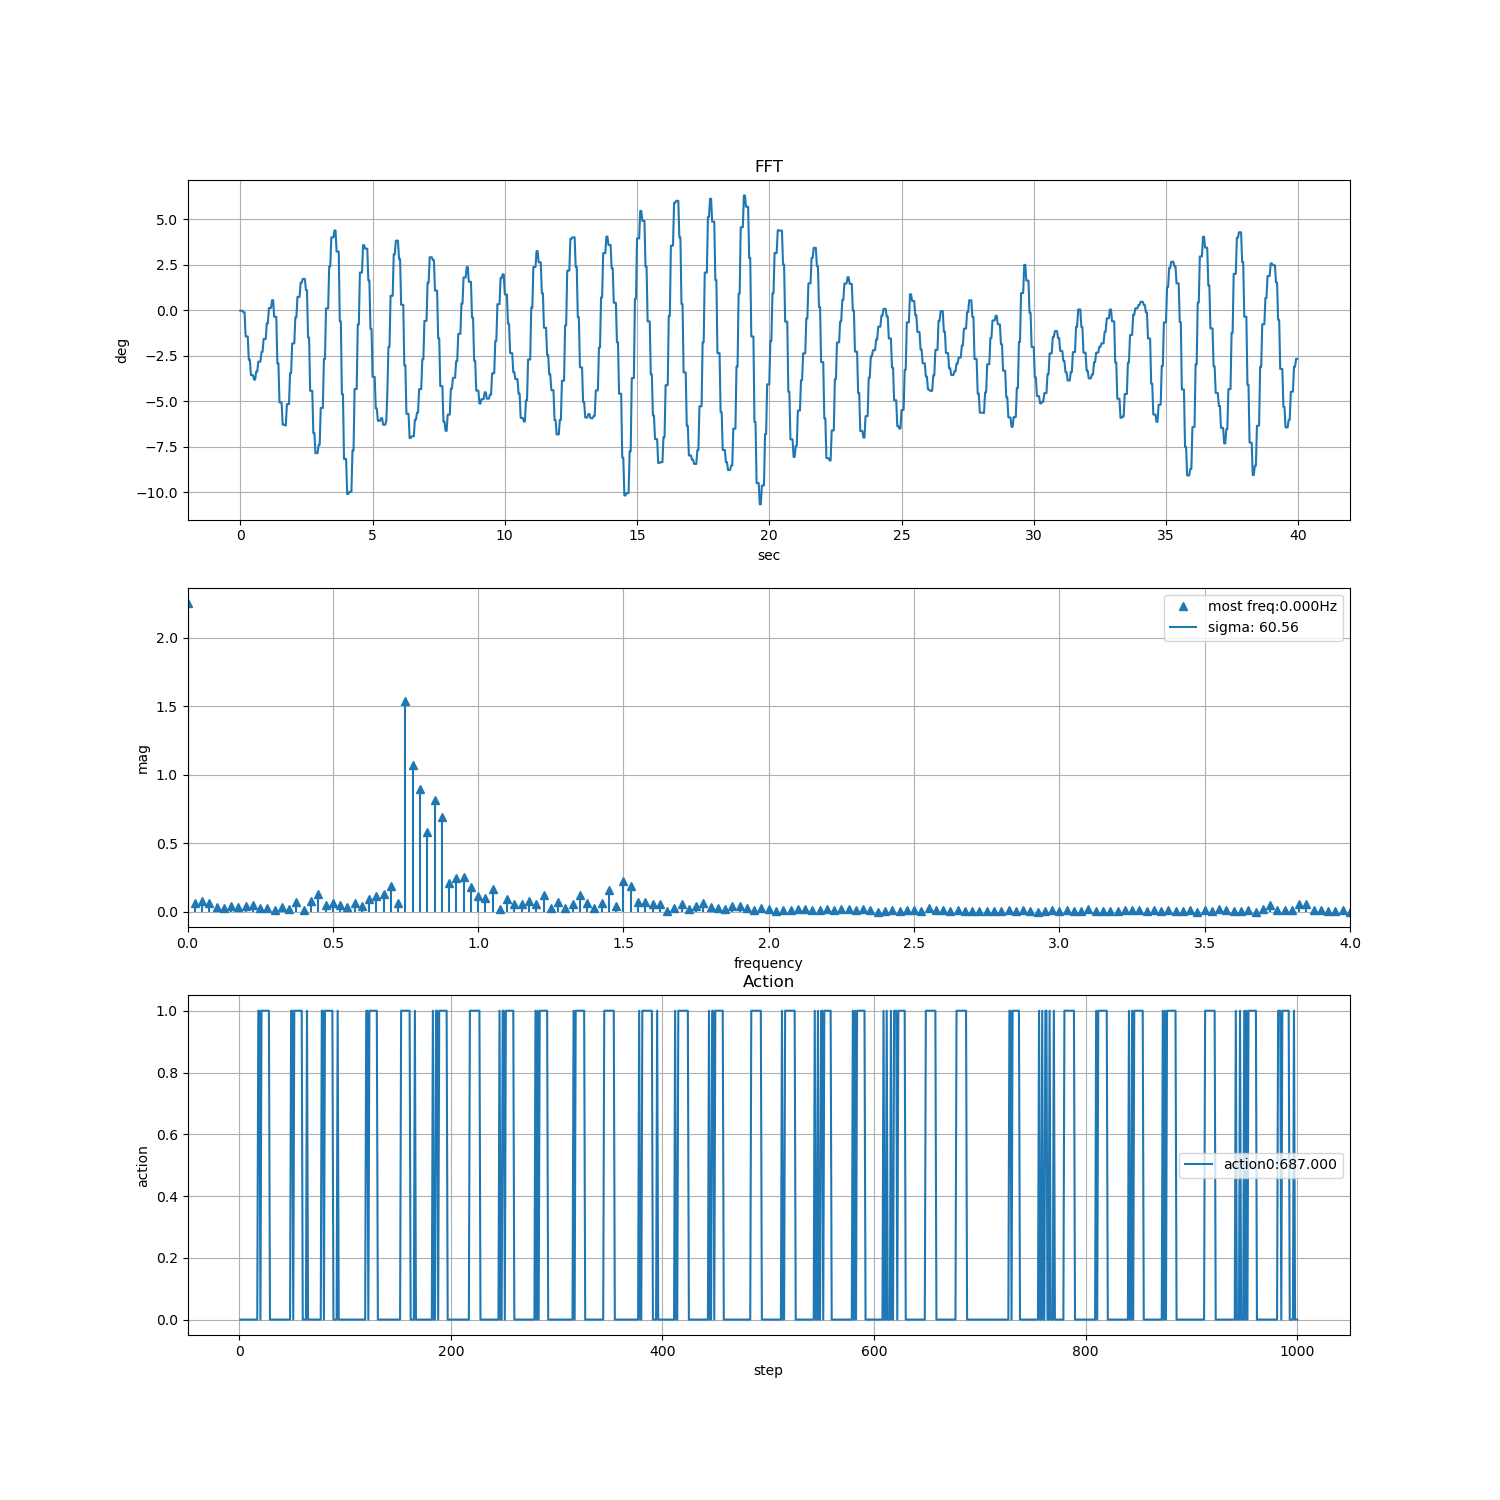 FFT
5.0
2.5
0.0
−2.5
−5.0
−7.5
−10.0
deg
0 5 10 15 20 25 30 35 40
sec
most freq:0.000Hz
sigma: 60.56
2.0
1.5
1.0
0.5
0.0
mag
0.0 0.5 1.0 1.5 2.0 2.5 3.0 3.5 4.0
frequency
Action
1.0
0.8
0.6
0.4
0.2
0.0
action
action0:687.000
0 200 400 600 800 1000
step